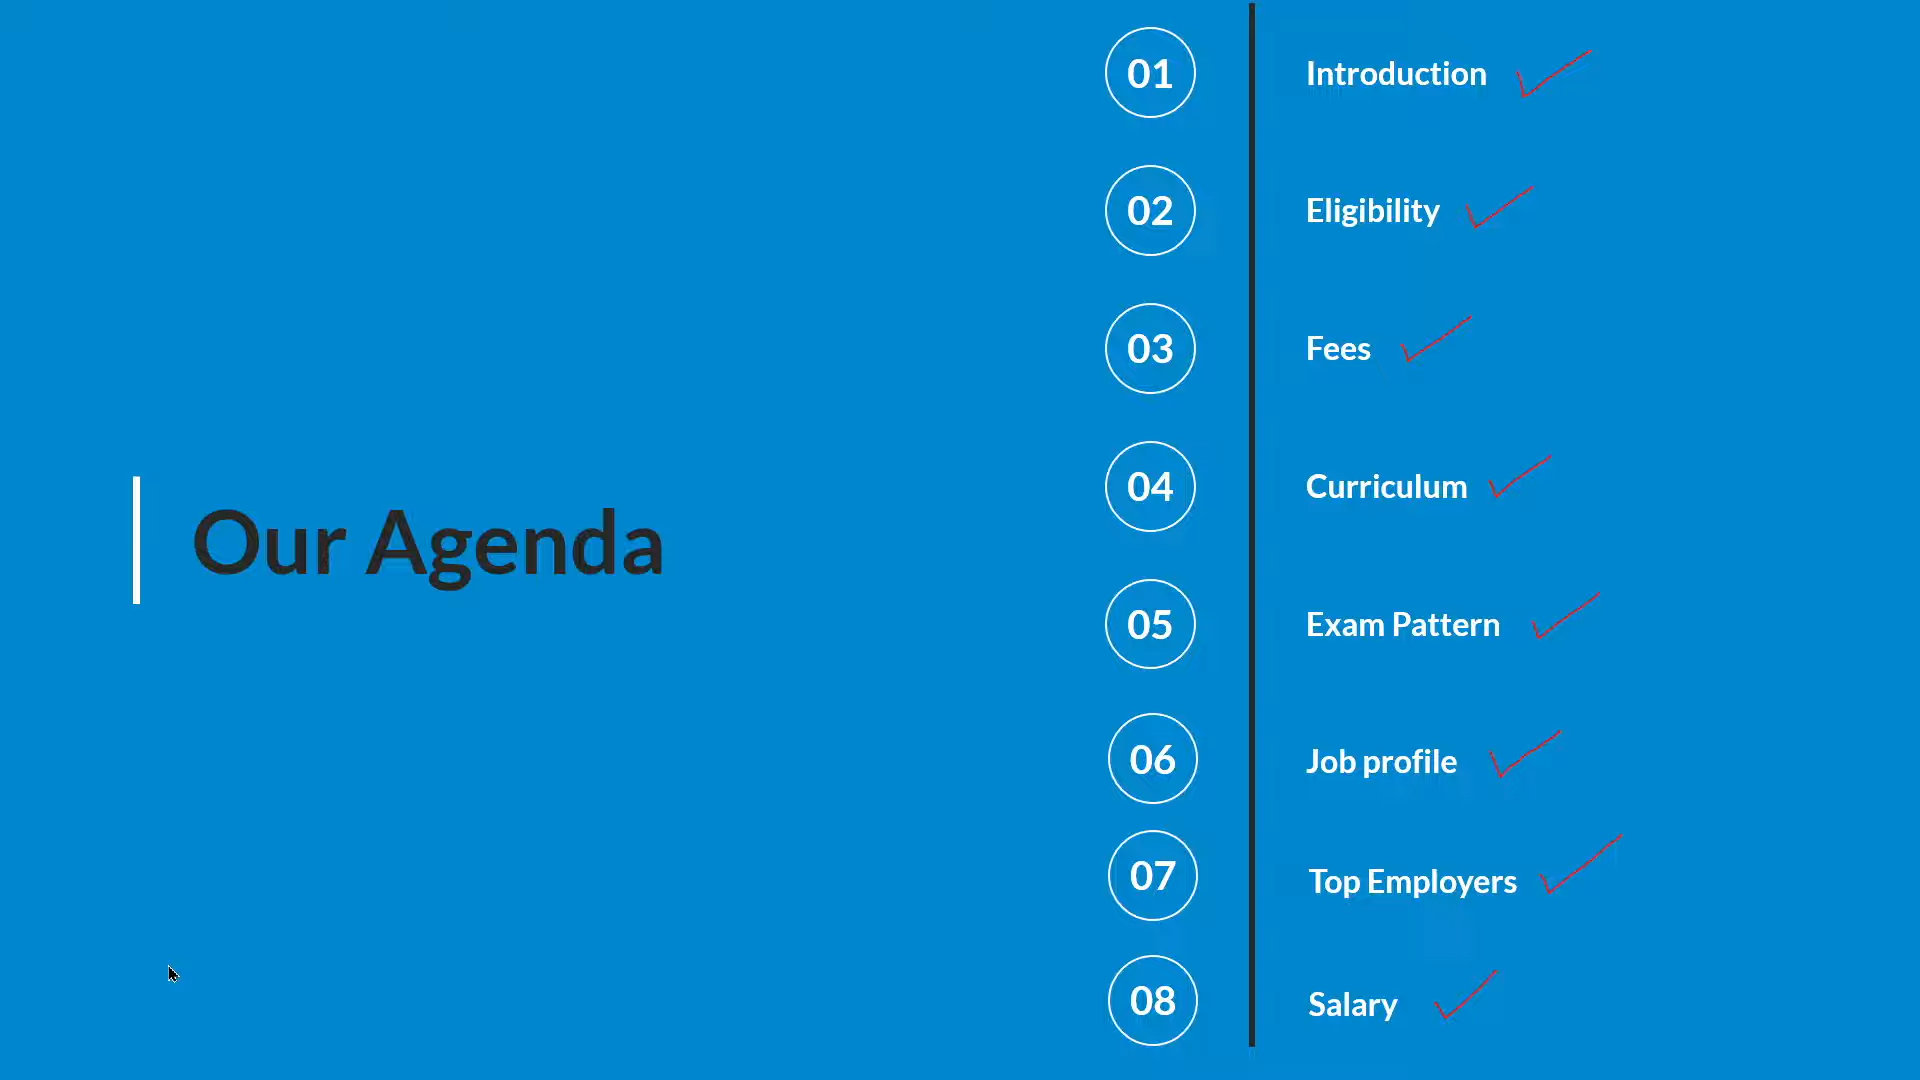 Our Agenda
01 Introduction
02 Eligibility
03 Fees
04 Curriculum
05 Exam Pattern
06 Job profile
07 Top Employers
08 Salary